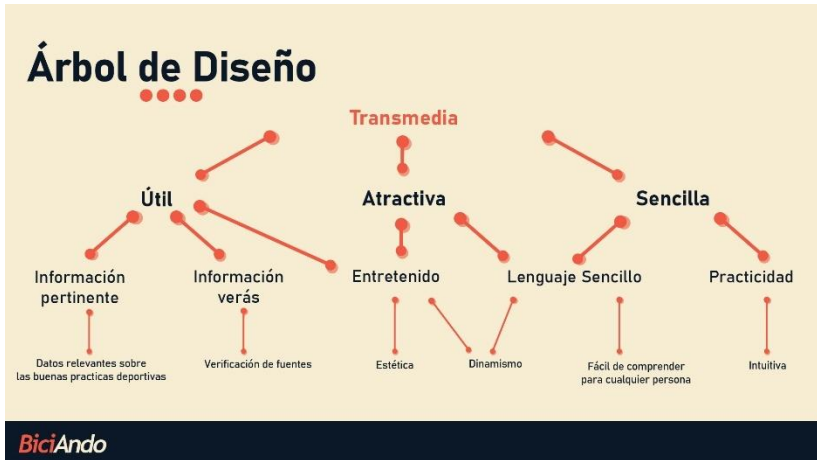 Árbol de Diseño
Transmedia
Útil
Atractiva
Sencilla
Información
pertinente
Información
verás
Entretenido
Lenguaje Sencillo
Practicidad
Datos relevantes sobre
las buenas practicas deportivas
Verificación de fuentes
Estética
Dinamismo
Fácil de comprender
para cualquier persona
Intuitiva
BiciAndo